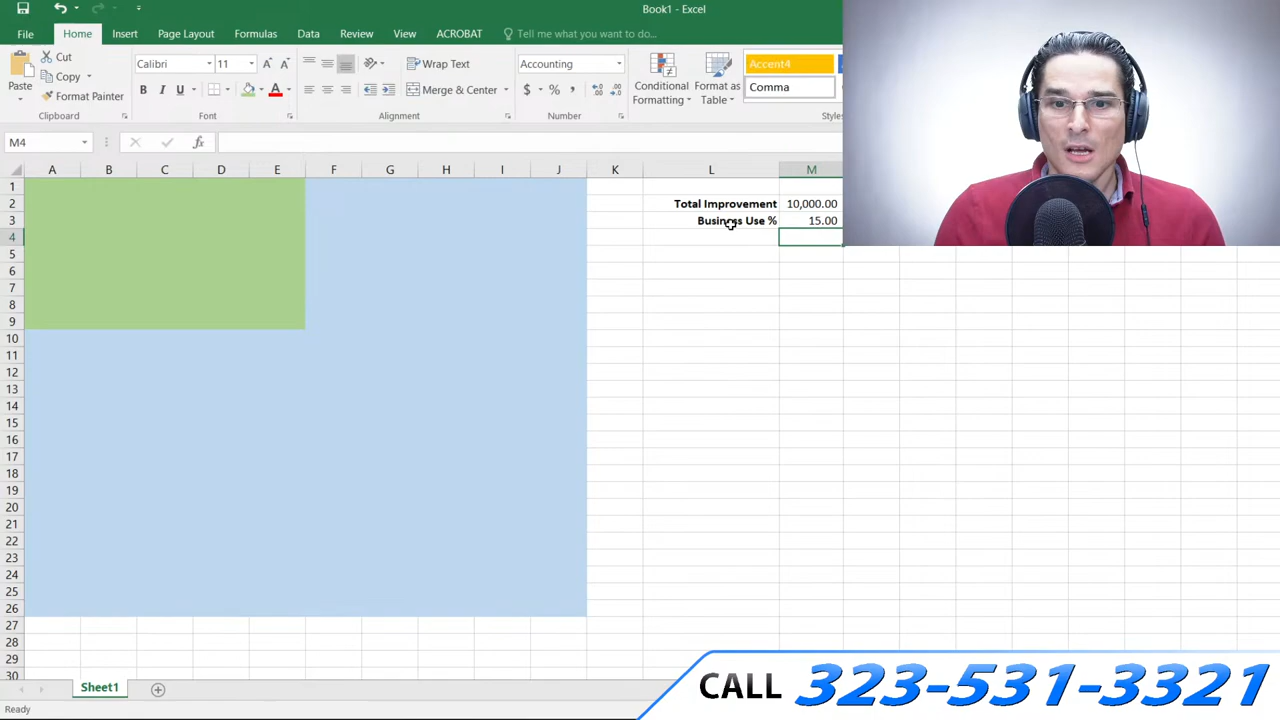 Book1 - Excel
File Home Insert Page Layout Formulas Data Review View ACROBAT Tell me what you want to do...
Paste
Cut
Copy
Format Painter
Clipboard
Calibri 11 A A
B I U A
Font
Wrap Text
Merge & Center
Alignment
Accounting
$ % ,
Number
Conditional Formatting
Format as Table
Accent4
Comma
Styles
M4 fx
A B C D E F G H I J K L M
1
2 Total Improvement 10,000.00
3 Business Use % 15.00
4
5
6
7
8
9
10
11
12
13
14
15
16
17
18
19
20
21
22
23
24
25
26
27
28
29
30
Sheet1
Ready
CALL 323-531-3321